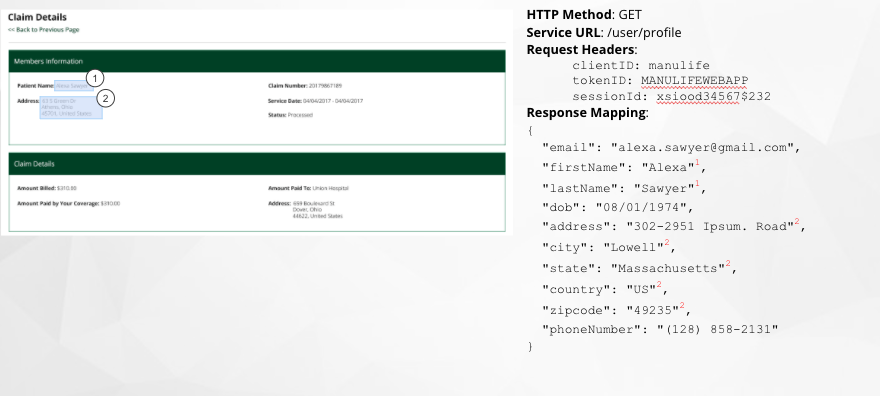 Claim Details
<< Back to Previous Page
Members Information
Patient Name: Alexa Sawyer
1
Claim Number: 20179867189
Address: 43 S Green Dr.
Athens, Ohio
45701, United States
2
Service Date: 04/04/2017 - 04/04/2017
Status: Processed
Claim Details
Amount Billed: $310.00
Amount Paid To: Union Hospital
Amount Paid by Your Coverage: $310.00
Address: 659 Boulevard St
Dover, Ohio
44622, United States
HTTP Method: GET
Service URL: /user/profile
Request Headers:
clientID: manulife
tokenID: MANULIFEWEBAPP
sessionId: xsiood34567$232
Response Mapping:
{
"email": "alexa.sawyer@gmail.com",
"firstName": "Alexa"1,
"lastName": "Sawyer"1,
"dob": "08/01/1974",
"address": "302-2951 Ipsum. Road"2,
"city": "Lowell"2,
"state": "Massachusetts"2,
"country": "US"2,
"zipcode": "49235"2,
"phoneNumber": "(128) 858-2131"
}